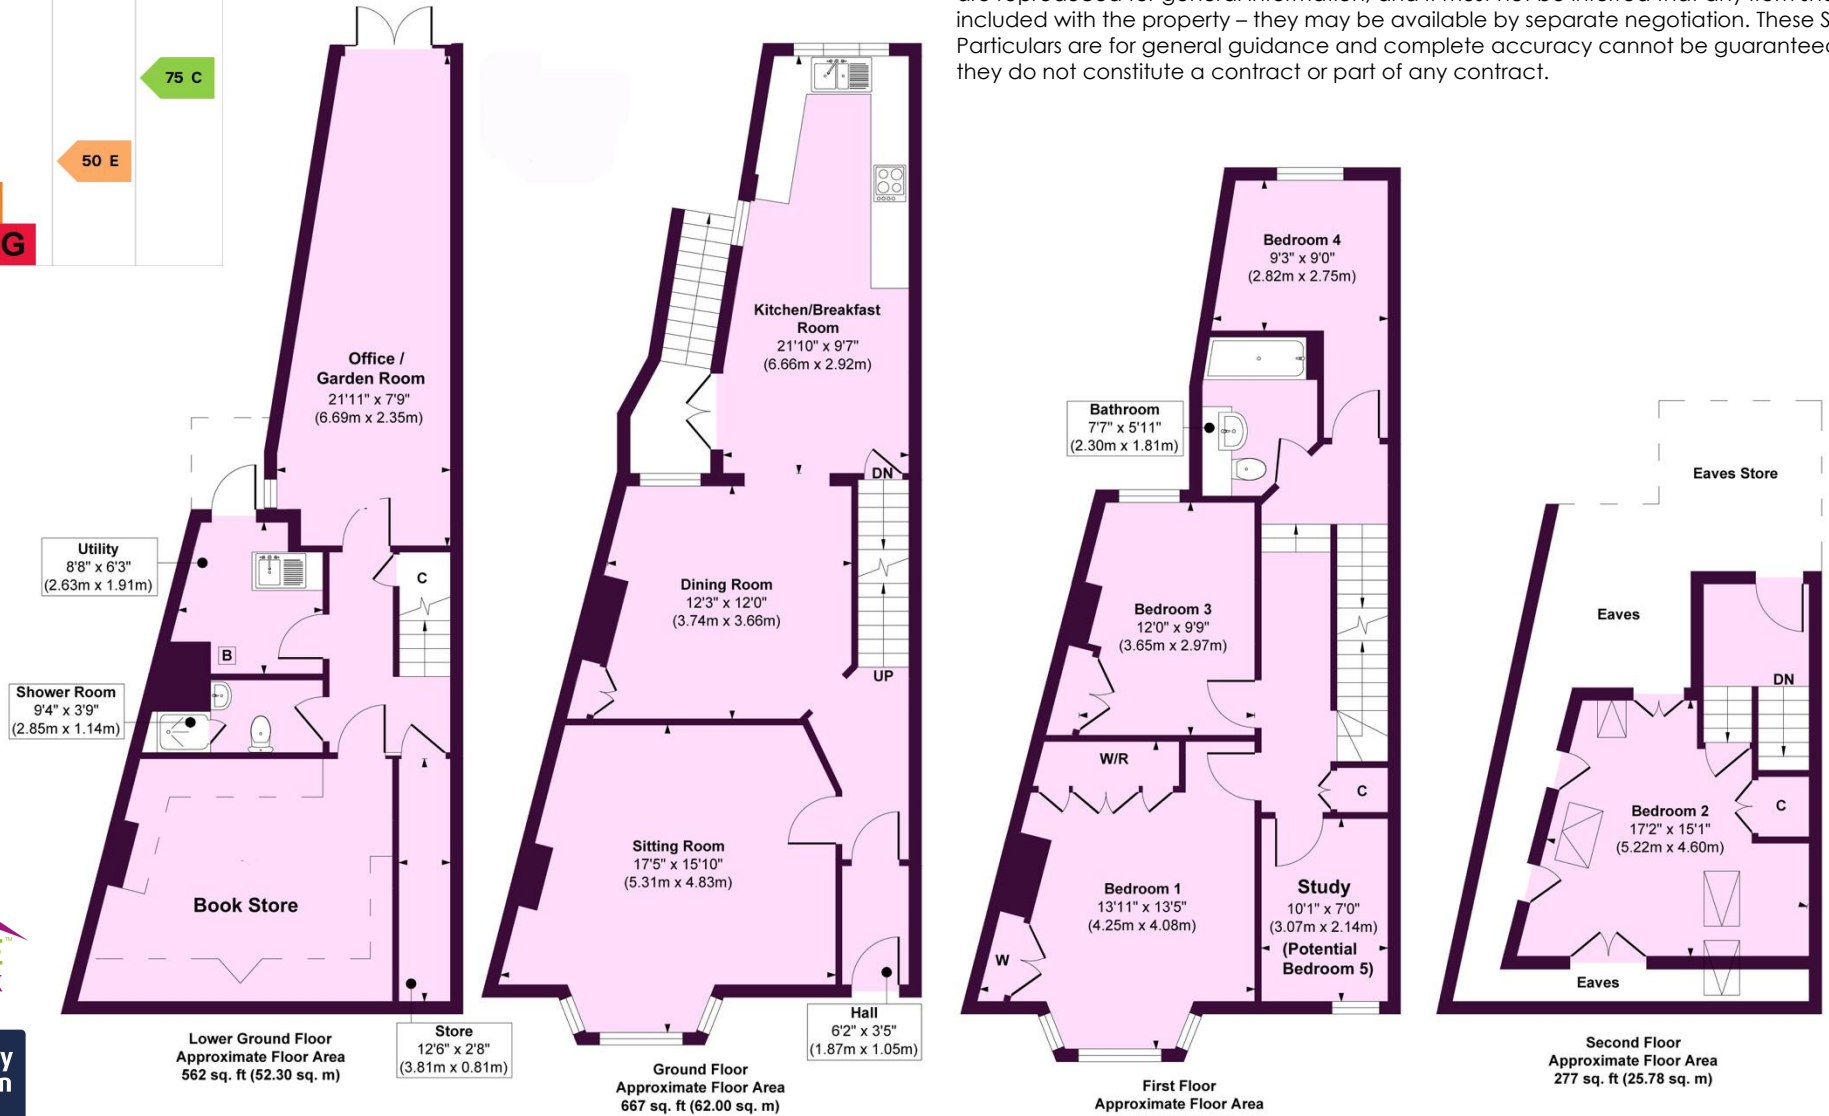 included with the property – they may be available by separate negotiation. These S
Particulars are for general guidance and complete accuracy cannot be guaranteed
they do not constitute a contract or part of any contract.
75 C
50 E
G
Office /
Garden Room
21'11" x 7'9"
(6.69m x 2.35m)
Utility
8'8" x 6'3"
(2.63m x 1.91m)
C
B
Shower Room
9'4" x 3'9"
(2.85m x 1.14m)
Book Store
Store
12'6" x 2'8"
(3.81m x 0.81m)
Lower Ground Floor
Approximate Floor Area
562 sq. ft (52.30 sq. m)
Kitchen/Breakfast
Room
21'10" x 9'7"
(6.66m x 2.92m)
DN
Dining Room
12'3" x 12'0"
(3.74m x 3.66m)
UP
Sitting Room
17'5" x 15'10"
(5.31m x 4.83m)
Hall
6'2" x 3'5"
(1.87m x 1.05m)
Ground Floor
Approximate Floor Area
667 sq. ft (62.00 sq. m)
Bedroom 4
9'3" x 9'0"
(2.82m x 2.75m)
Bathroom
7'7" x 5'11"
(2.30m x 1.81m)
Bedroom 3
12'0" x 9'9"
(3.65m x 2.97m)
W/R
C
Bedroom 1
13'11" x 13'5"
(4.25m x 4.08m)
W
Study
10'1" x 7'0"
(3.07m x 2.14m)
(Potential
Bedroom 5)
First Floor
Approximate Floor Area
Eaves Store
Eaves
DN
Bedroom 2
17'2" x 15'1"
(5.22m x 4.60m)
C
Eaves
Second Floor
Approximate Floor Area
277 sq. ft (25.78 sq. m)